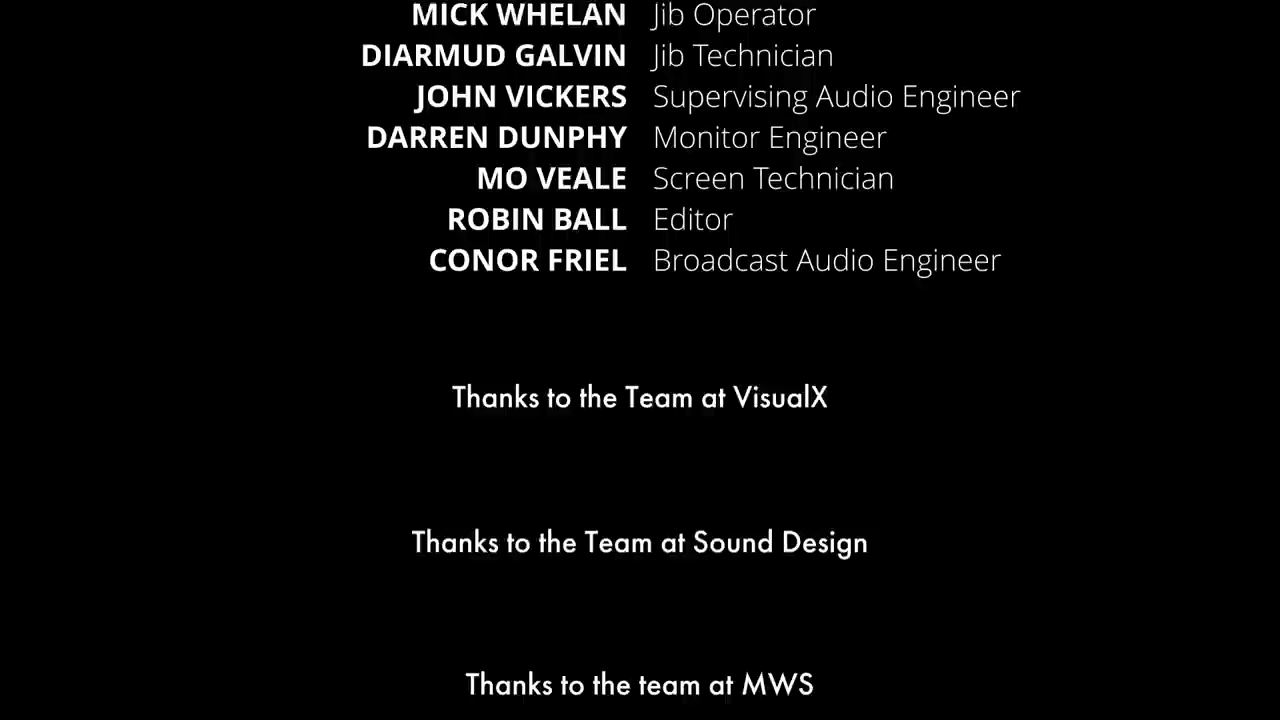 MICK WHELAN Jib Operator
DIARMUD GALVIN Jib Technician
JOHN VICKERS Supervising Audio Engineer
DARREN DUNPHY Monitor Engineer
MO VEALE Screen Technician
ROBIN BALL Editor
CONOR FRIEL Broadcast Audio Engineer
Thanks to the Team at VisualX
Thanks to the Team at Sound Design
Thanks to the team at MWS